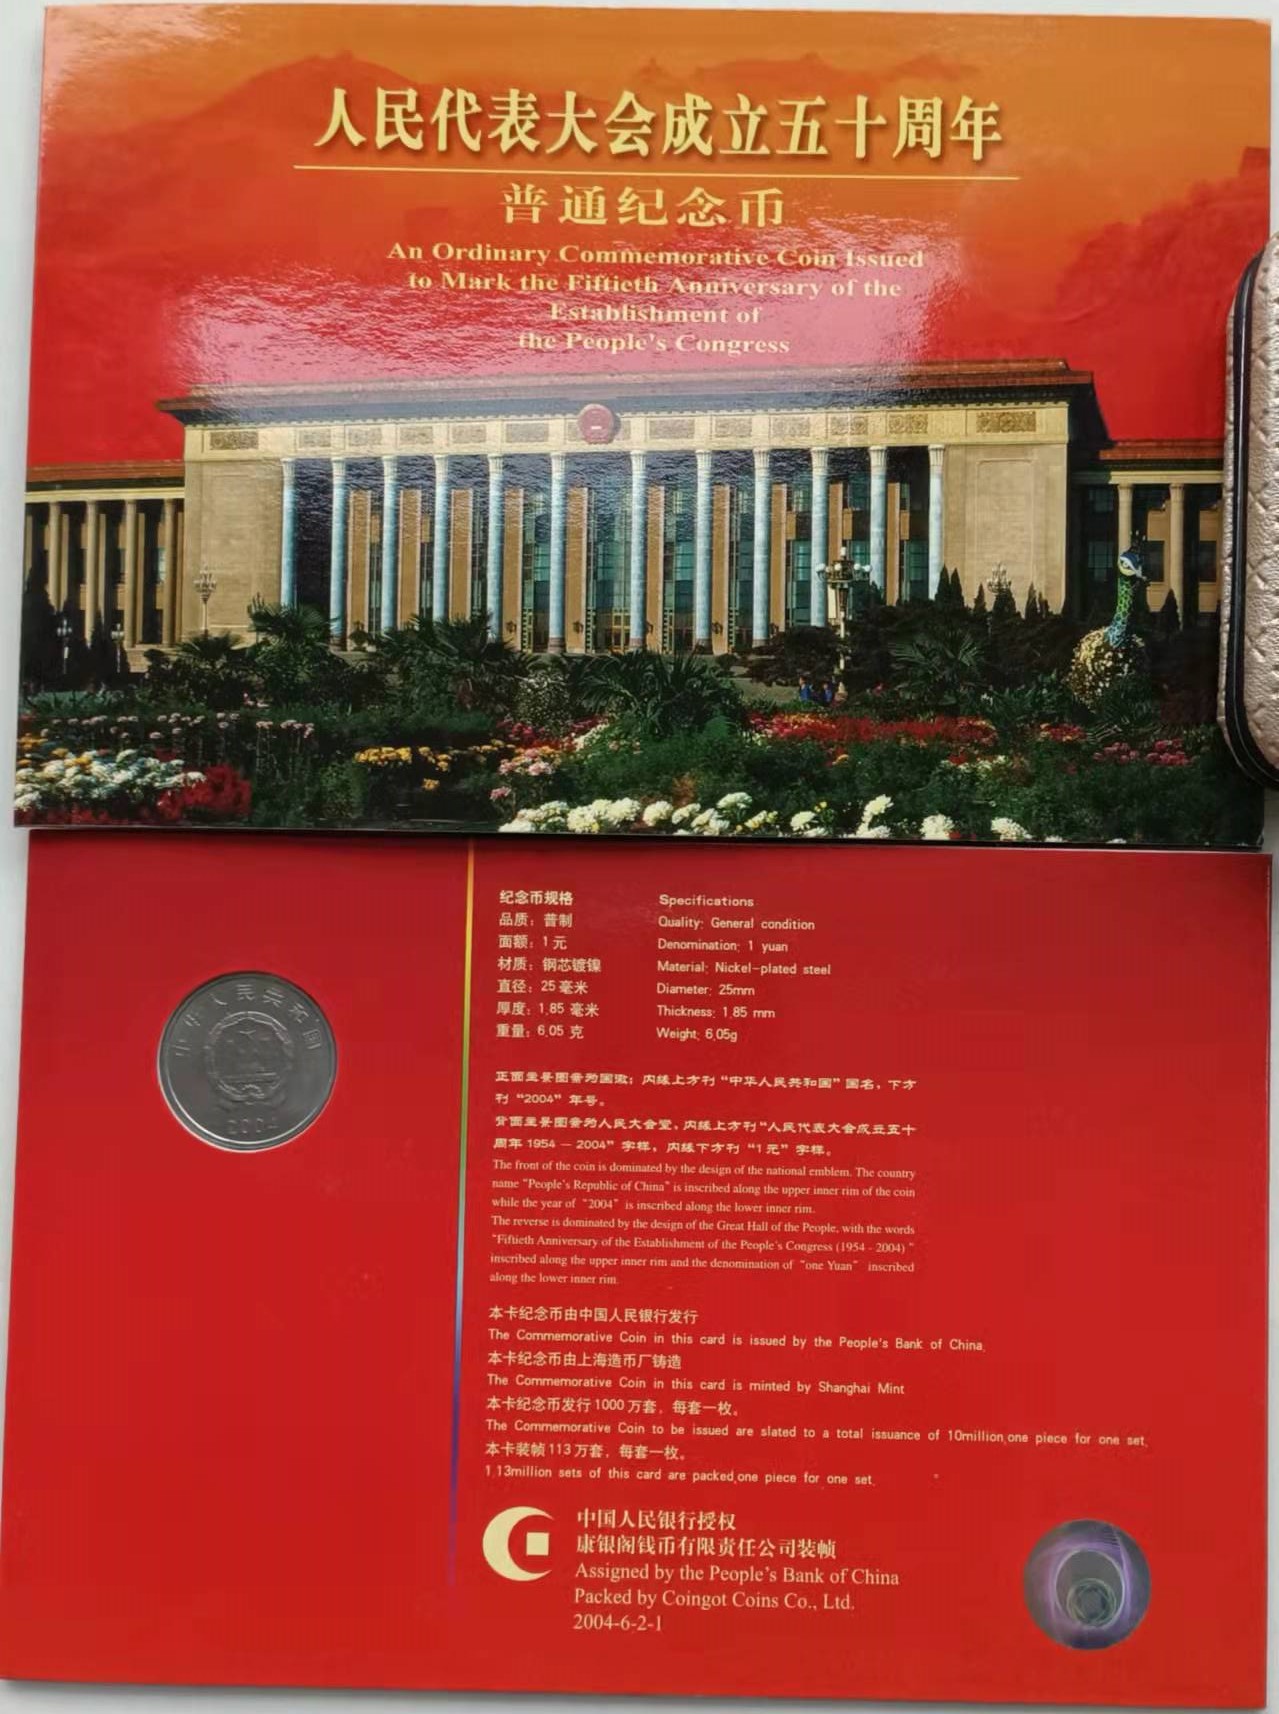 人民代表大会成立五十周年
普通纪念币
An Ordinary Commemorative Coin Issued
to Mark the Fiftieth Anniversary of the
Establishment of
the People's Congress
纪念币规格
品质：普制
面额：1元
材质：钢芯镀镍
直径：25毫米
厚度：1.85 毫米
重量：6.05 克
Specifications
Quality: General condition
Denomination: 1 yuan
Material: Nickel-plated steel
Diameter: 25mm
Thickness: 1.85 mm
Weight: 6.05g
中华人民共和国
2004
正面主景图案为国徽；内缘上方刊“中华人民共和国”国名，下方
刊“2004”年号。
背面主景图案为人民大会堂，内缘上方刊“人民代表大会成立五十
周年 1954 － 2004”字样，内缘下方刊“1元”字样。
The front of the coin is dominated by the design of the national emblem. The country
name "People's Republic of China" is inscribed along the upper inner rim of the coin
while the year of "2004" is inscribed along the lower inner rim.
The reverse is dominated by the design of the Great Hall of the People, with the words
"Fiftieth Anniversary of the Establishment of the People's Congress (1954 - 2004) "
inscribed along the upper inner rim and the denomination of "one Yuan" inscribed
along the lower inner rim.
本卡纪念币由中国人民银行发行
The Commemorative Coin in this card is issued by the People's Bank of China.
本卡纪念币由上海造币厂铸造
The Commemorative Coin in this card is minted by Shanghai Mint
本卡纪念币发行1000万套，每套一枚。
The Commemorative Coin to be issued are slated to a total issuance of 10million,one piece for one set.
本卡装帧113万套，每套一枚。
1.13million sets of this card are packed,one piece for one set.
中国人民银行授权
康银阁钱币有限责任公司装帧
Assigned by the People's Bank of China
Packed by Coingot Coins Co., Ltd.
2004-6-2-1